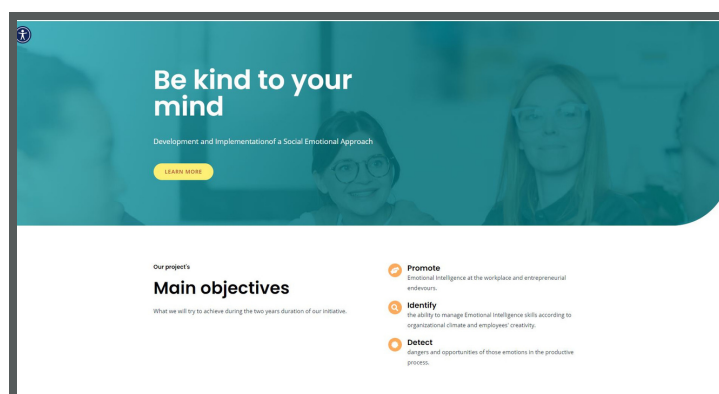 Be kind to your
mind
Development and Implementationof a Social Emotional Approach
LEARN MORE
Our project's
Main objectives
What we will try to achieve during the two years duration of our initiative.
Promote
Emotional Intelligence at the workplace and entrepreneurial
endevours.
Identify
the ability to manage Emotional Intelligence skills according to
organizational climate and employees' creativity.
Detect
dangers and opportunities of those emotions in the productive
process.